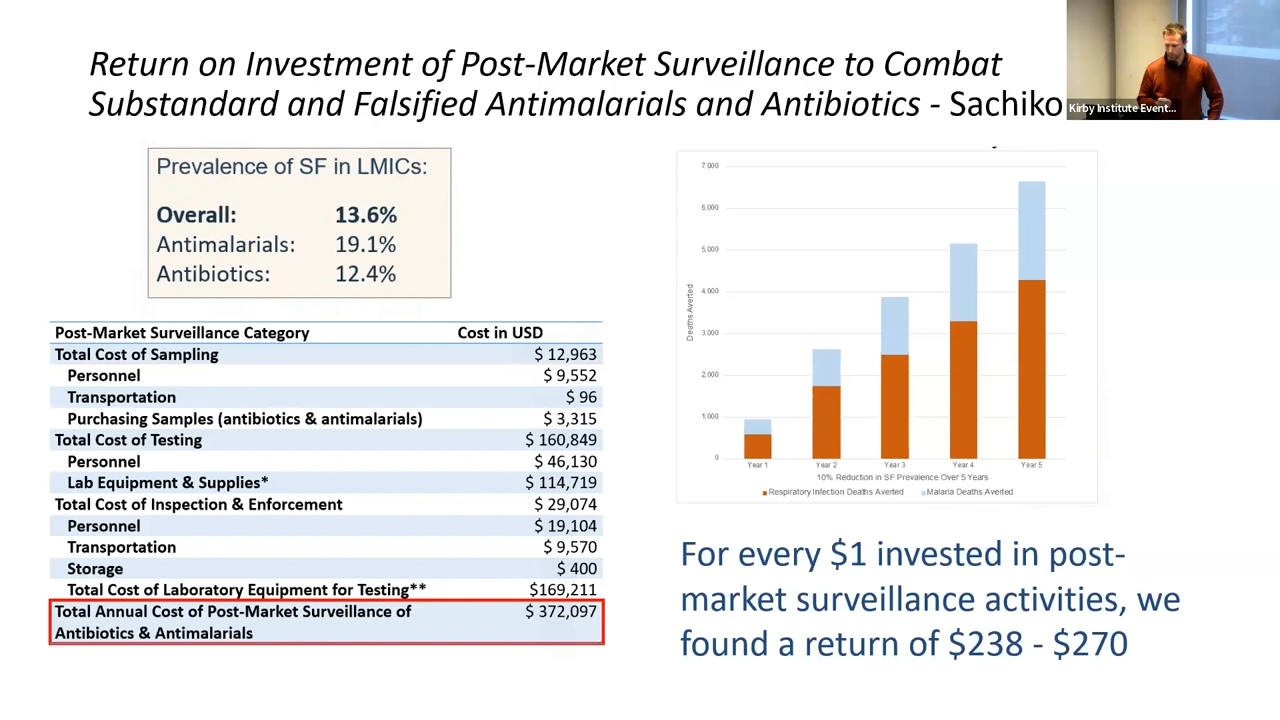 Return on Investment of Post-Market Surveillance to Combat
Substandard and Falsified Antimalarials and Antibiotics - Sachiko
Kirby Institute Event...
Prevalence of SF in LMICs:
Overall: 13.6%
Antimalarials: 19.1%
Antibiotics: 12.4%
Post-Market Surveillance Category Cost in USD
Total Cost of Sampling $ 12,963
Personnel $ 9,552
Transportation $ 96
Purchasing Samples (antibiotics & antimalarials) $ 3,315
Total Cost of Testing $ 160,849
Personnel $ 46,130
Lab Equipment & Supplies* $ 114,719
Total Cost of Inspection & Enforcement $ 29,074
Personnel $ 19,104
Transportation $ 9,570
Storage $ 400
Total Cost of Laboratory Equipment for Testing** $169,211
Total Annual Cost of Post-Market Surveillance of $ 372,097
Antibiotics & Antimalarials
7,000
6,000
5,000
4,000
3,000
2,000
1,000
0
Deaths Averted
Year 1 Year 2 Year 3 Year 4 Year 5
10% Reduction in SF Prevalence Over 5 Years
Respiratory Infection Deaths Averted Malaria Deaths Averted
For every $1 invested in post-
market surveillance activities, we
found a return of $238 - $270